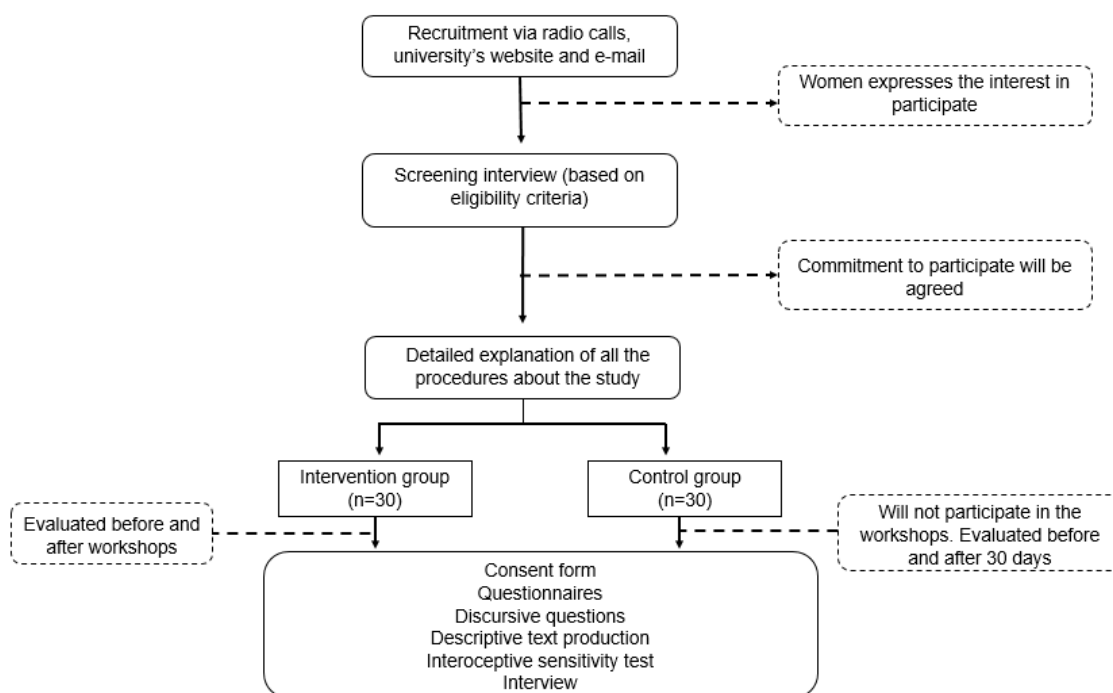 Recruitment via radio calls,
university's website and e-mail
Women expresses the interest in
participate
Screening interview (based on
eligibility criteria)
Commitment to participate will be
agreed
Detailed explanation of all the
procedures about the study
Intervention group
(n=30)
Control group
(n=30)
Evaluated before and
after workshops
Will not participate in the
workshops. Evaluated before
and after 30 days
Consent form
Questionnaires
Discursive questions
Descriptive text production
Interoceptive sensitivity test
Interview